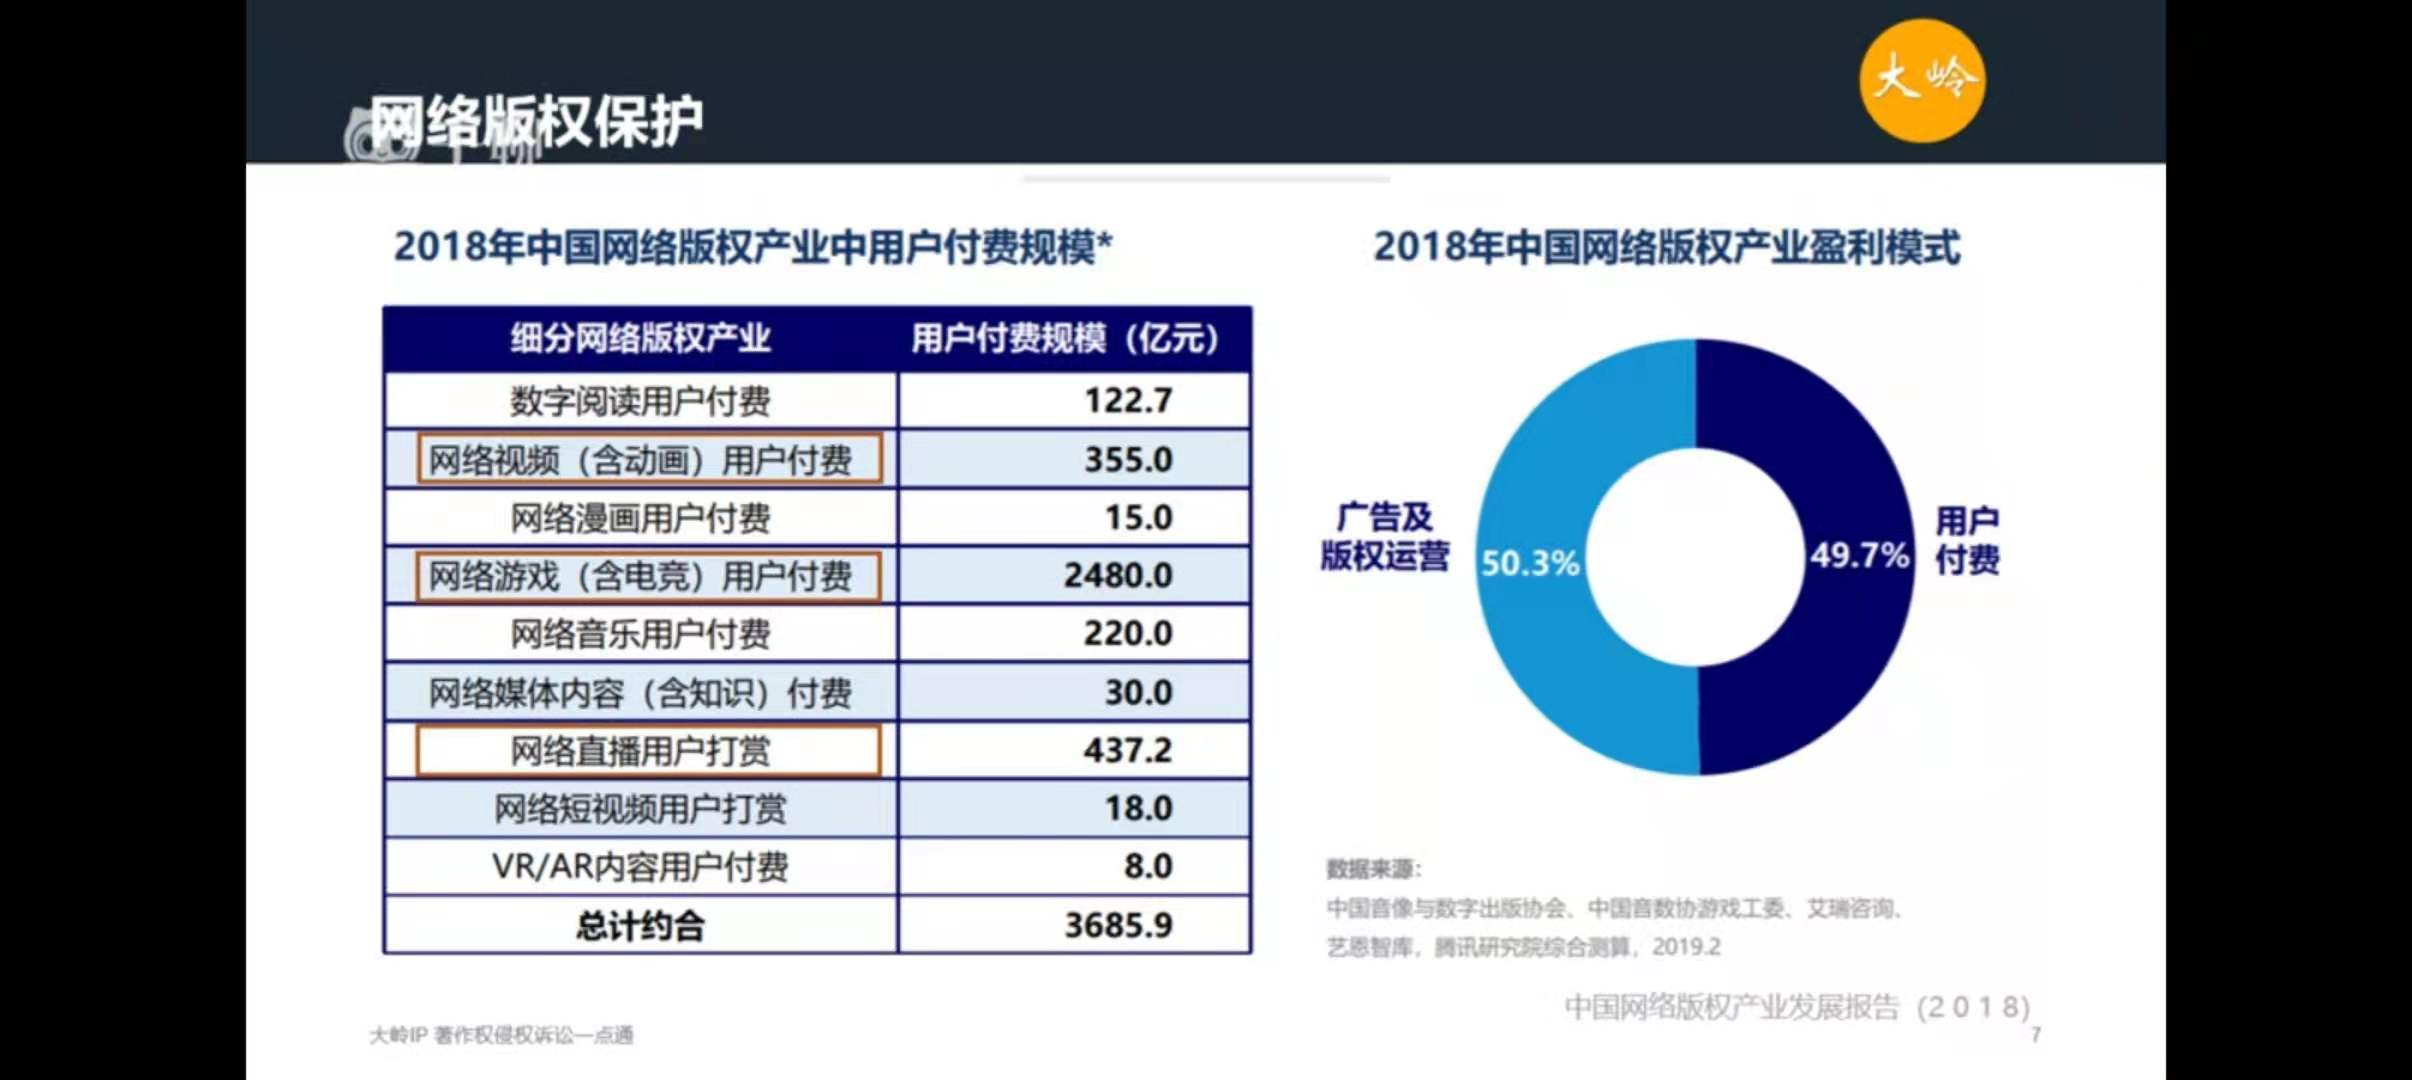 大岭
网络版权保护
2018年中国网络版权产业中用户付费规模*
细分网络版权产业 用户付费规模（亿元）
数字阅读用户付费 122.7
网络视频（含动画）用户付费 355.0
网络漫画用户付费 15.0
网络游戏（含电竞）用户付费 2480.0
网络音乐用户付费 220.0
网络媒体内容（含知识）付费 30.0
网络直播用户打赏 437.2
网络短视频用户打赏 18.0
VR/AR内容用户付费 8.0
总计约合 3685.9
2018年中国网络版权产业盈利模式
广告及
版权运营
50.3%
49.7%
用户
付费
数据来源：
中国音像与数字出版协会、中国音数协游戏工委、艾瑞咨询、
艺恩智库，腾讯研究院综合测算，2019.2
中国网络版权产业发展报告（2018）
大岭IP 著作权侵权诉讼一点通
7